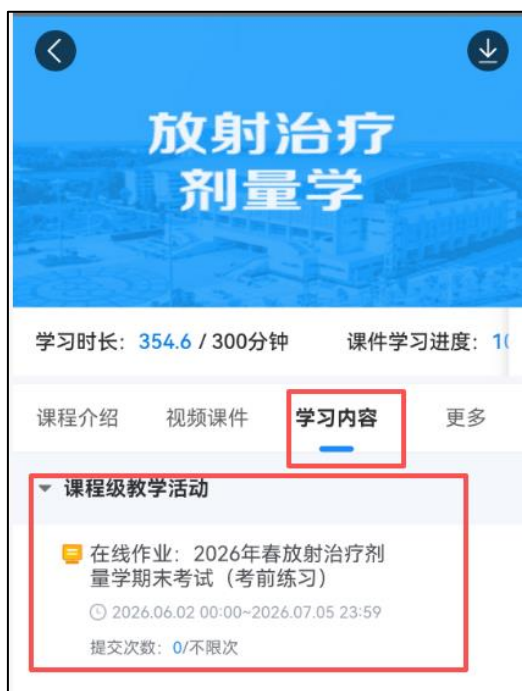 放射治疗
剂量学
学习时长：354.6 / 300分钟 课件学习进度：
课程介绍 视频课件 学习内容 更多
课程级教学活动
在线作业：2026年春放射治疗剂
量学期末考试（考前练习）
2026.06.02 00:00~2026.07.05 23:59
提交次数：0/不限次